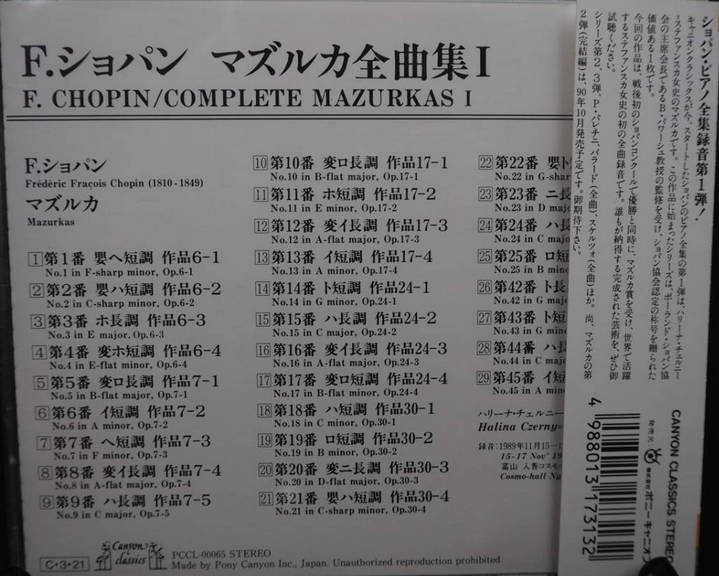 F.ショパン マズルカ全曲集 I
F. CHOPIN/COMPLETE MAZURKAS I
F.ショパン
Frédéric Fraçois Chopin (1810-1849)
マズルカ
Mazurkas
1 第1番 嬰ヘ短調 作品6-1
No.1 in F-sharp minor, Op.6-1
2 第2番 嬰ハ短調 作品6-2
No.2 in C-sharp minor, Op.6-2
3 第3番 ホ長調 作品6-3
No.3 in E major, Op.6-3
4 第4番 変ホ短調 作品6-4
No.4 in E-flat minor, Op.6-4
5 第5番 変ロ長調 作品7-1
No.5 in B-flat major, Op.7-1
6 第6番 イ短調 作品7-2
No.6 in A minor, Op.7-2
7 第7番 ヘ短調 作品7-3
No.7 in F minor, Op.7-3
8 第8番 変イ長調 作品7-4
No.8 in A-flat major, Op.7-4
9 第9番 ハ長調 作品7-5
No.9 in C major, Op.7-5
10 第10番 変ロ長調 作品17-1
No.10 in B-flat major, Op.17-1
11 第11番 ホ短調 作品17-2
No.11 in E minor, Op.17-2
12 第12番 変イ長調 作品17-3
No.12 in A-flat major, Op.17-3
13 第13番 イ短調 作品17-4
No.13 in A minor, Op.17-4
14 第14番 ト短調 作品24-1
No.14 in G minor, Op.24-1
15 第15番 ハ長調 作品24-2
No.15 in C major, Op.24-2
16 第16番 変イ長調 作品24-3
No.16 in A-flat major, Op.24-3
17 第17番 変ロ短調 作品24-4
No.17 in B-flat minor, Op.24-4
18 第18番 ハ短調 作品30-1
No.18 in C minor, Op.30-1
19 第19番 ロ短調 作品30-2
No.19 in B minor, Op.30-2
20 第20番 変ニ長調 作品30-3
No.20 in D-flat major, Op.30-3
21 第21番 嬰ハ短調 作品30-4
No.21 in C-sharp minor, Op.30-4
22 第22番 嬰ト
No.22 in G-shar
23 第23番 ニ長
No.23 in D major
24 第24番 ハ長
No.24 in C major
25 第25番 ロ短
No.25 in B minor
26 第42番 ト長
No.42 in G major
27 第43番 ト短
No.43 in G minor
28 第44番 ハ長
No.44 in C major
29 第45番 イ短
No.45 in A minor
ハリーナ・チェルニー
Halina Czerny
録音:1989年11月15
15-17 Nov' 19
富山 入善コスモ
Cosmo-hall Nu
C・3・21
Canyon classics
PCCL-00065 STEREO
Made by Pony Canyon Inc., Japan. Unauthorized reproduction prohibited.
ショパン・ピアノ全集録音第1弾!
キャニオンクラシックスが今、スタートしたショパンのピアノ全集の第1弾は、ハリーナ・チェルニー
=ステファンスカ女史のマズルカです。この作品に始まったシリーズは、ポーランド・ショパン協
会の主席会長であるB・パワーシェ教授の監修を受け、ショパン協会認定の称号を贈られた
価値ある1枚です。
今回の作品は、戦後初のショパンコンクールで優勝と同時に、マズルカ賞を受け、世界で活躍
するステファンスカ女史の初の全曲録音です。誰もが納得する完成された芸術を、ぜひ御
試聴ください。
シリーズ第2、3弾、P・パレチニ、バラード(全曲)、スケルツォ(全曲)ほか。尚、マズルカの第
2弾(完結編)は、90年10月発売予定です。御期待下さい。
CANYON CLASSICS STEREO
発売元
株式会社ポニーキャニオ
4 988013 173132